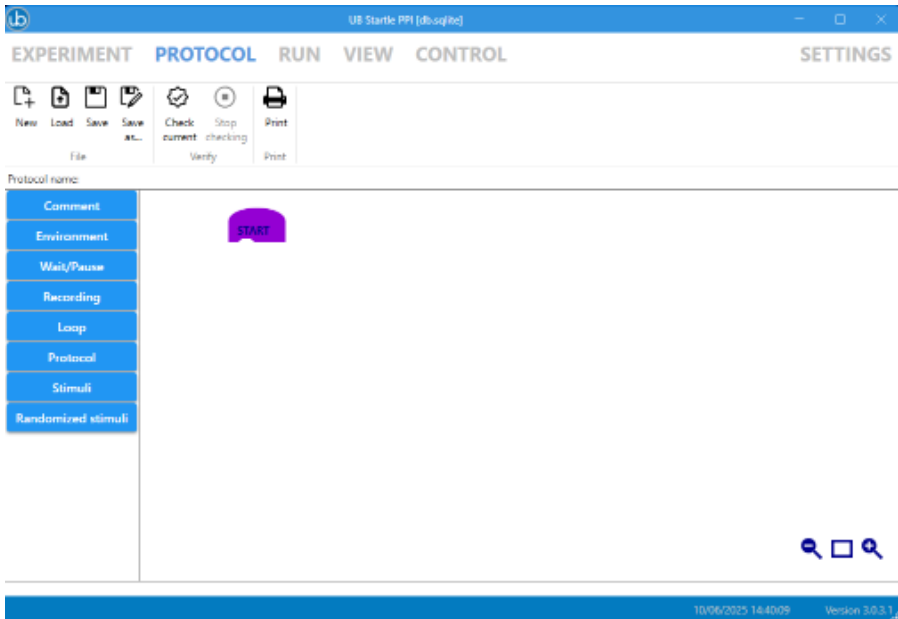 ub UB Startle PPI [db.sqlite]
EXPERIMENT PROTOCOL RUN VIEW CONTROL SETTINGS
New Load Save Save as... Check current Stop checking Print
File Verify Print
Protocol name:
Comment
START
Environment
Wait/Pause
Recording
Loop
Protocol
Stimuli
Randomized stimuli
10/06/2025 14:40:09 Version 3.0.3.1